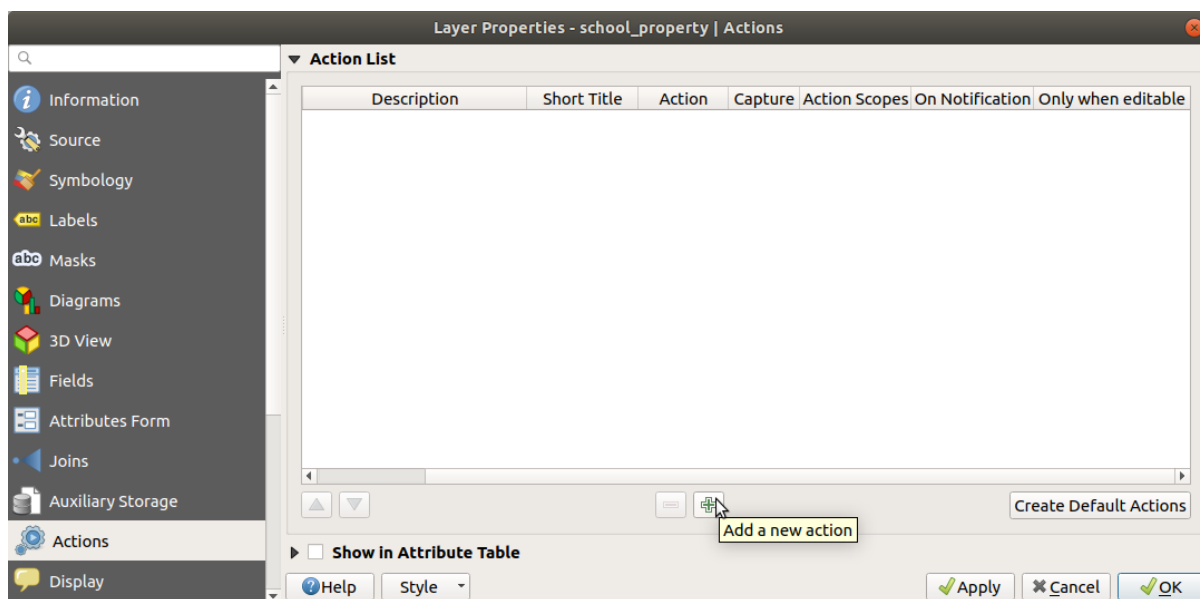 Layer Properties - school_property | Actions
Information
Source
Symbology
abc Labels
abc Masks
Diagrams
3D View
Fields
Attributes Form
Joins
Auxiliary Storage
Actions
Display
Action List
Description Short Title Action Capture Action Scopes On Notification Only when editable
Create Default Actions
Add a new action
Show in Attribute Table
Help Style Apply Cancel OK